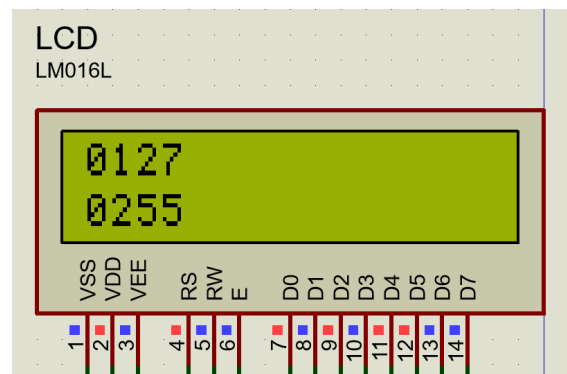 LCD
LM016L
0127
0255
VSS VDD VEE RS RW E D0 D1 D2 D3 D4 D5 D6 D7
1 2 3 4 5 6 7 8 9 10 11 12 13 14